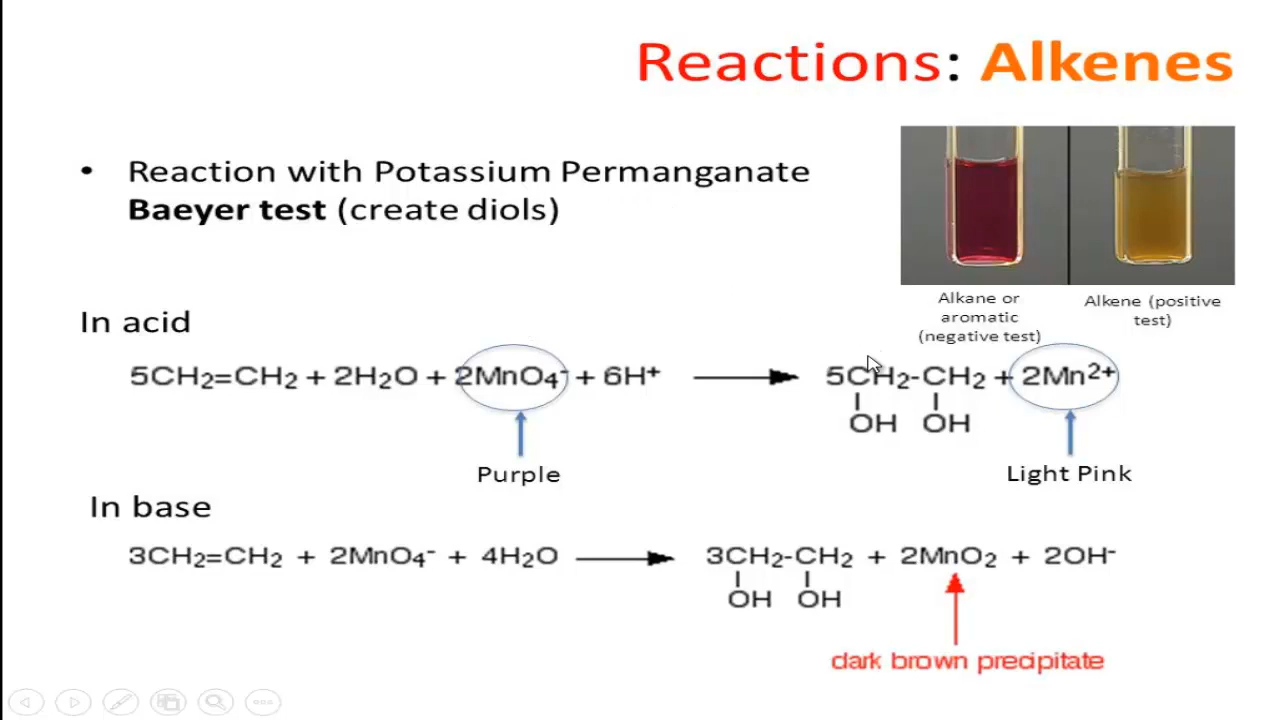 Reactions: Alkenes
• Reaction with Potassium Permanganate
Baeyer test (create diols)
Alkane or
aromatic
(negative test)
Alkene (positive
test)
In acid
5CH₂=CH₂ + 2H₂O + 2MnO₄⁻ + 6H⁺ → 5CH₂-CH₂ + 2Mn²⁺
OH OH
Purple
Light Pink
In base
3CH₂=CH₂ + 2MnO₄⁻ + 4H₂O → 3CH₂-CH₂ + 2MnO₂ + 2OH⁻
OH OH
dark brown precipitate